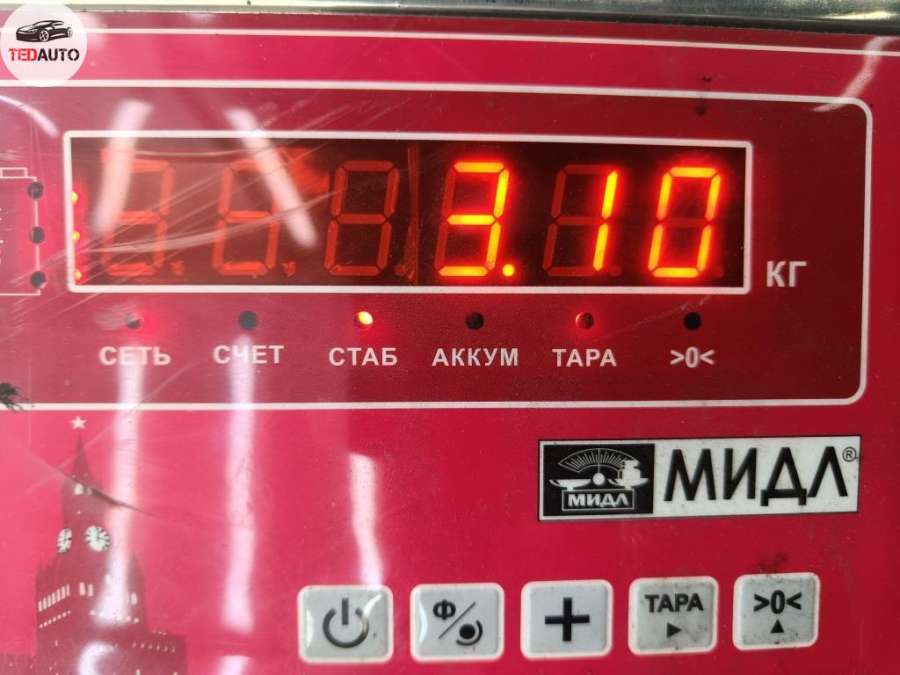 TEDAUTO
3.10
КГ
СЕТЬ СЧЕТ СТАБ АККУМ ТАРА >0<
МИДЛ МИДЛ®
Ф ТАРА >0<